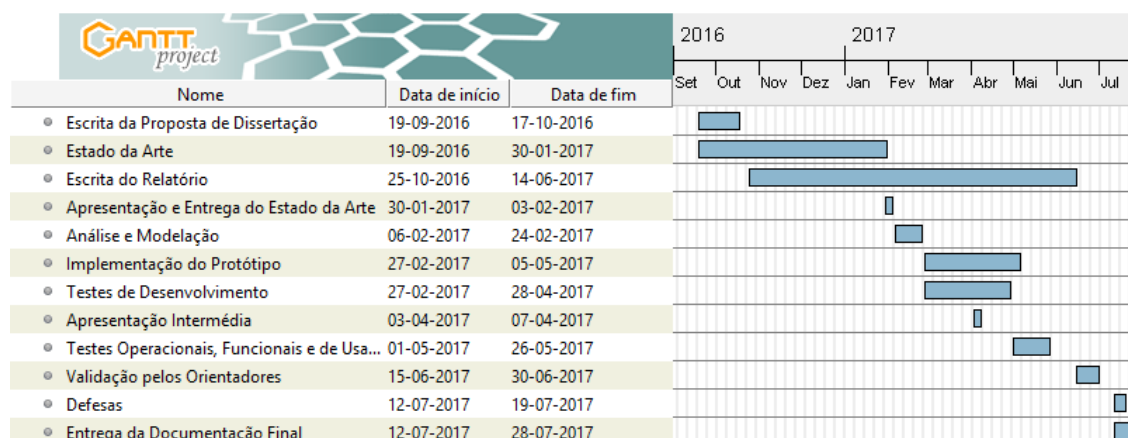 GANTT
project
2016 2017
Set Out Nov Dez Jan Fev Mar Abr Mai Jun Jul
Nome Data de início Data de fim
Escrita da Proposta de Dissertação 19-09-2016 17-10-2016
Estado da Arte 19-09-2016 30-01-2017
Escrita do Relatório 25-10-2016 14-06-2017
Apresentação e Entrega do Estado da Arte 30-01-2017 03-02-2017
Análise e Modelação 06-02-2017 24-02-2017
Implementação do Protótipo 27-02-2017 05-05-2017
Testes de Desenvolvimento 27-02-2017 28-04-2017
Apresentação Intermédia 03-04-2017 07-04-2017
Testes Operacionais, Funcionais e de Usa... 01-05-2017 26-05-2017
Validação pelos Orientadores 15-06-2017 30-06-2017
Defesas 12-07-2017 19-07-2017
Entrega da Documentação Final 12-07-2017 28-07-2017